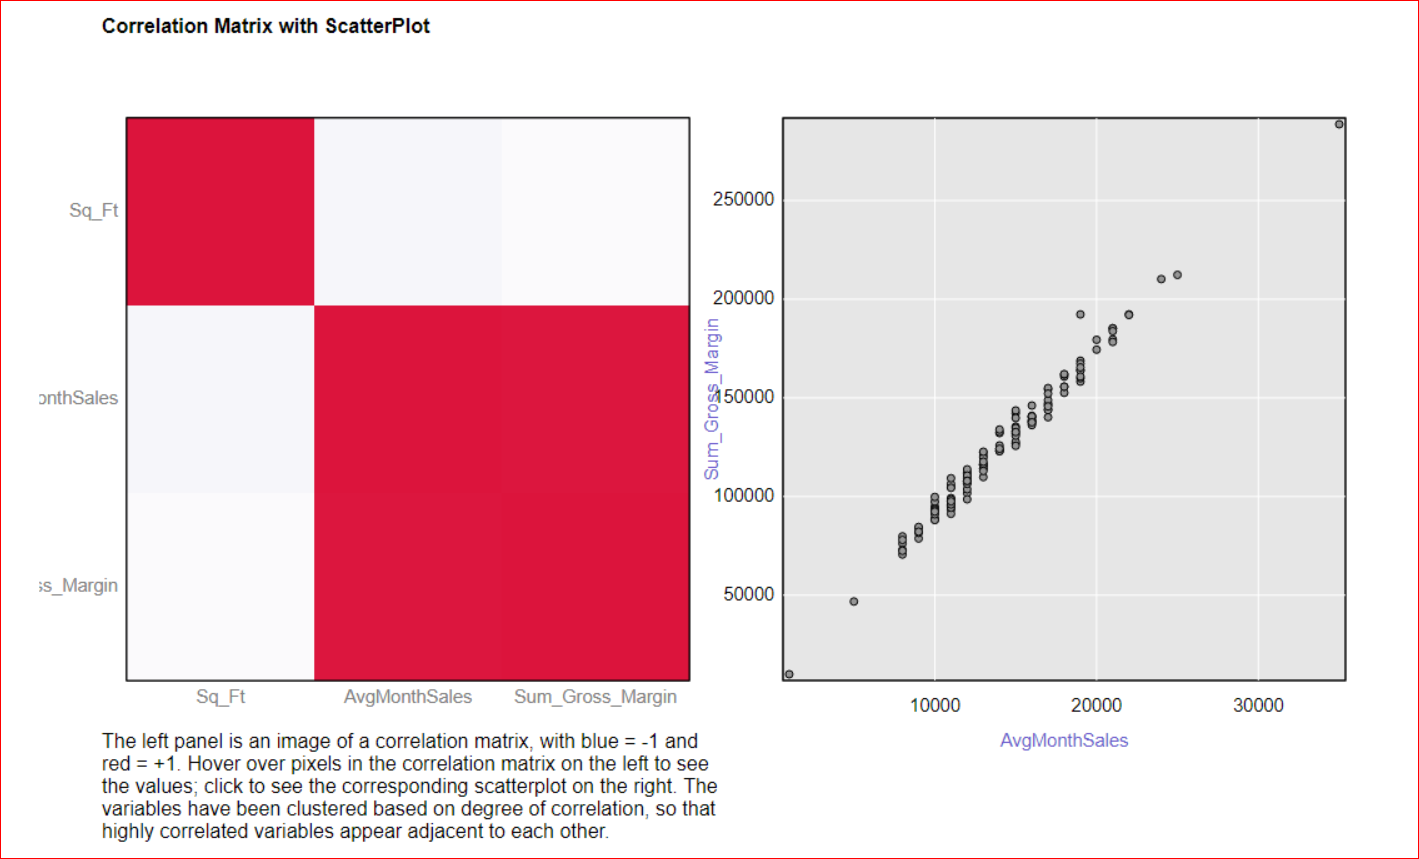 Correlation Matrix with ScatterPlot
Sq_Ft
onthSales
ss_Margin
Sq_Ft AvgMonthSales Sum_Gross_Margin
250000
200000
150000
100000
50000
Sum_Gross_Margin
10000 20000 30000
AvgMonthSales
The left panel is an image of a correlation matrix, with blue = -1 and
red = +1. Hover over pixels in the correlation matrix on the left to see
the values; click to see the corresponding scatterplot on the right. The
variables have been clustered based on degree of correlation, so that
highly correlated variables appear adjacent to each other.